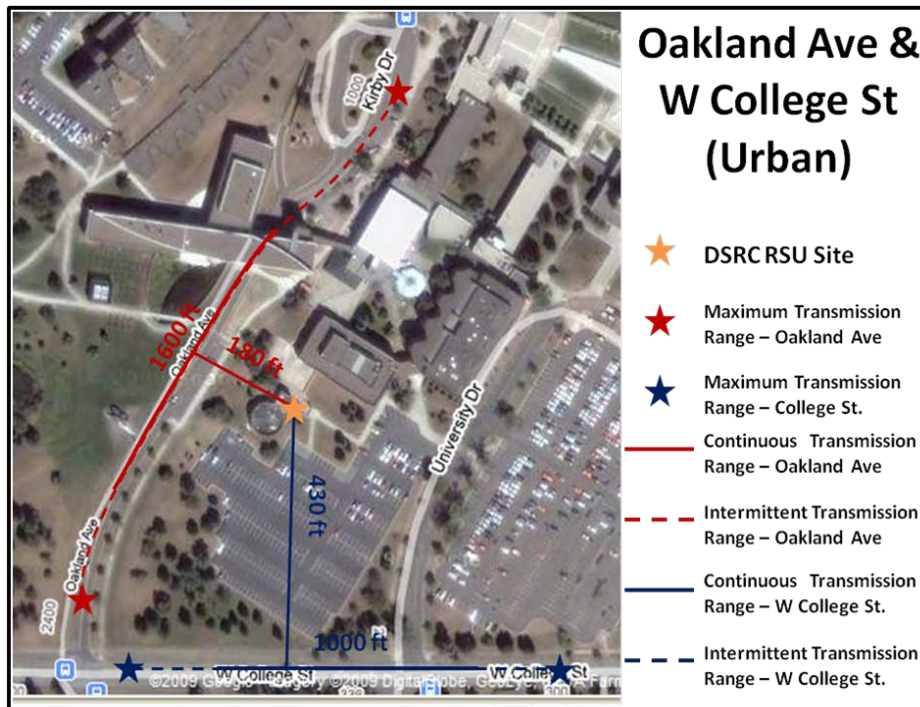 Oakland Ave &
W College St
(Urban)
DSRC RSU Site
Maximum Transmission
Range – Oakland Ave
Maximum Transmission
Range – College St.
Continuous Transmission
Range – Oakland Ave
Intermittent Transmission
Range – Oakland Ave
Continuous Transmission
Range – W College St.
Intermittent Transmission
Range – W College St.
1000
Kirby Dr
1600 ft
Oakland Ave
180 ft
University Dr
430 ft
Oakland Ave
2400
1000 ft
W College St
W College St
©2009 Google
Imagery ©2009 DigitalGlobe, GeoEye,
300